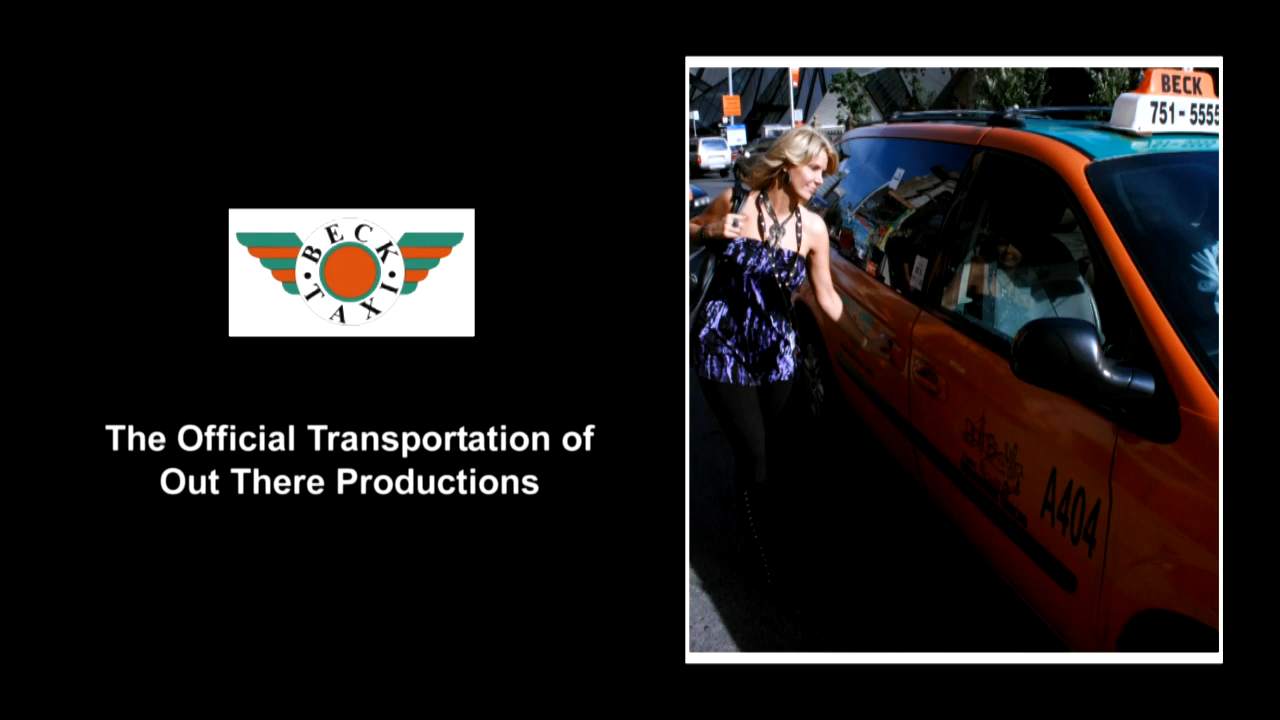 BECK
TAXI
The Official Transportation of
Out There Productions
BECK
751-5555
A404